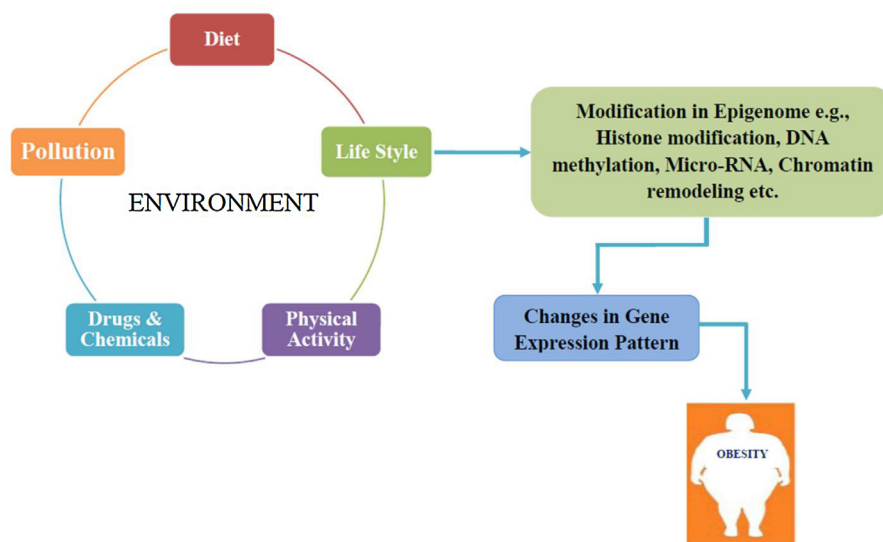 Diet
Pollution
Life Style
ENVIRONMENT
Drugs &
Chemicals
Physical
Activity
Modification in Epigenome e.g.,
Histone modification, DNA
methylation, Micro-RNA, Chromatin
remodeling etc.
Changes in Gene
Expression Pattern
OBESITY